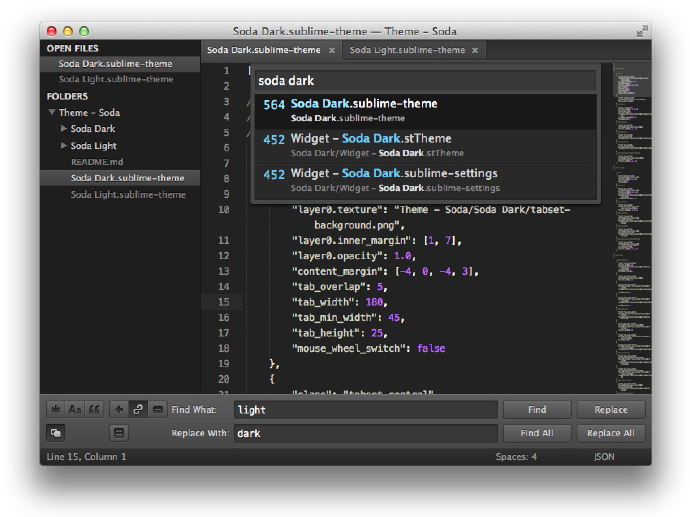 Soda Dark.sublime-theme — Theme - Soda
OPEN FILES
Soda Dark.sublime-theme
Soda Light.sublime-theme
FOLDERS
Theme - Soda
Soda Dark
Soda Light
README.md
Soda Dark.sublime-theme
Soda Light.sublime-theme
Soda Dark.sublime-theme ×
Soda Light.sublime-theme ×
soda dark
564 Soda Dark.sublime-theme
Soda Dark.sublime-theme
452 Widget – Soda Dark.stTheme
Soda Dark/Widget – Soda Dark.stTheme
452 Widget – Soda Dark.sublime-settings
Soda Dark/Widget – Soda Dark.sublime-settings
1 [
2
3 /
4 /
5 /
6
7
8
9
10 "layer0.texture": "Theme - Soda/Soda Dark/tabset-
background.png",
11 "layer0.inner_margin": [1, 7],
12 "layer0.opacity": 1.0,
13 "content_margin": [-4, 0, -4, 3],
14 "tab_overlap": 5,
15 "tab_width": 180,
16 "tab_min_width": 45,
17 "tab_height": 25,
18 "mouse_wheel_switch": false
19 },
20 {
21 "class": "tabset_control"
Find What: light Find Replace
Replace With: dark Find All Replace All
Line 15, Column 1 Spaces: 4 JSON